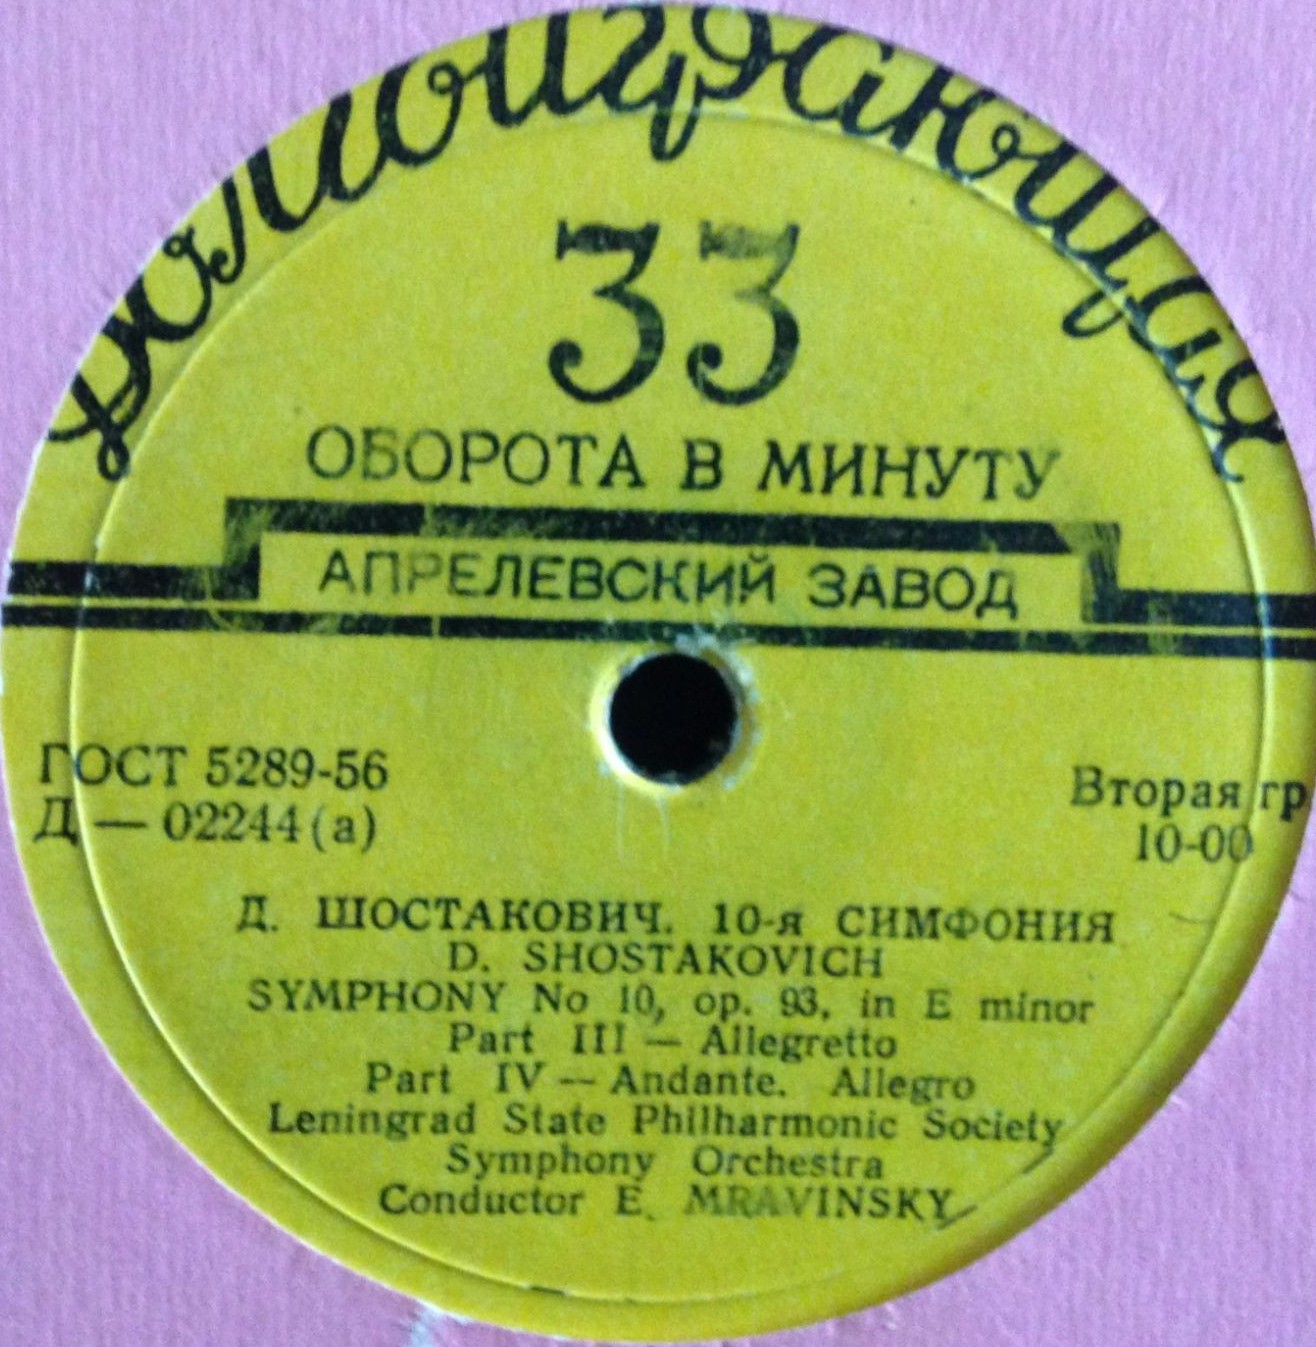 Долгоиграющая
33
ОБОРОТА В МИНУТУ
АПРЕЛЕВСКИЙ ЗАВОД
ГОСТ 5289-56
Д — 02244 (а)
Вторая гр
10-00
Д. ШОСТАКОВИЧ. 10-я СИМФОНИЯ
D. SHOSTAKOVICH
SYMPHONY No 10, op. 93, in E minor
Part III — Allegretto
Part IV — Andante. Allegro
Leningrad State Philharmonic Society
Symphony Orchestra
Conductor E. MRAVINSKY